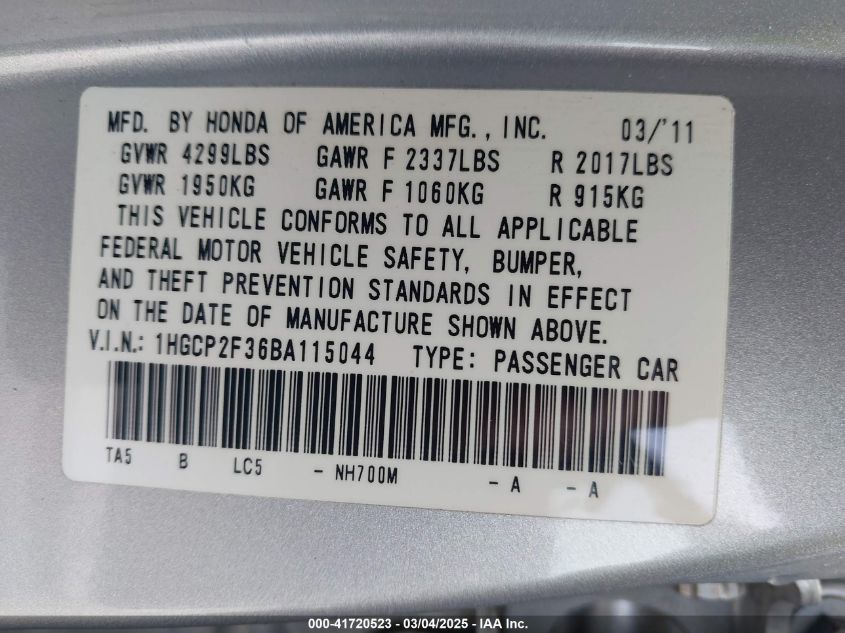 MFD. BY HONDA OF AMERICA MFG., INC. 03/'11
GVWR 4299LBS GAWR F 2337LBS R 2017LBS
GVWR 1950KG GAWR F 1060KG R 915KG
THIS VEHICLE CONFORMS TO ALL APPLICABLE
FEDERAL MOTOR VEHICLE SAFETY, BUMPER,
AND THEFT PREVENTION STANDARDS IN EFFECT
ON THE DATE OF MANUFACTURE SHOWN ABOVE.
V.I.N.: 1HGCP2F36BA115044 TYPE: PASSENGER CAR
TA5 B LC5 - NH700M - A - A
000-41720523 - 03/04/2025 - IAA Inc.